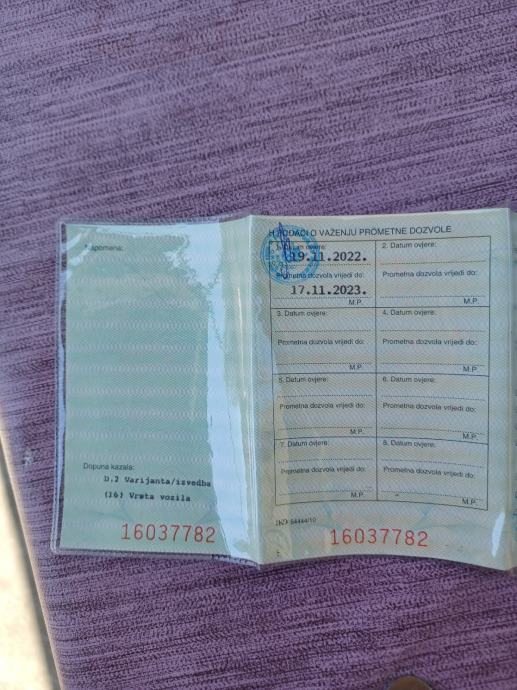 Napomena:
Dopuna kazala:
D.2 Varijanta/izvedba
(J6) Vrsta vozila
16037782
H PODACI O VAŽENJU PROMETNE DOZVOLE
1. Datum ovjere:
19.11.2022.
Prometna dozvola vrijedi do:
17.11.2023.
M.P.
2. Datum ovjere:
Prometna dozvola vrijedi do:
M.P.
3. Datum ovjere:
Prometna dozvola vrijedi do:
M.P.
4. Datum ovjere:
Prometna dozvola vrijedi do:
M.P.
5. Datum ovjere:
Prometna dozvola vrijedi do:
M.P.
6. Datum ovjere:
Prometna dozvola vrijedi do:
M.P.
7. Datum ovjere:
Prometna dozvola vrijedi do:
M.P.
8. Datum ovjere:
Prometna dozvola vrijedi do:
M.P.
16037782